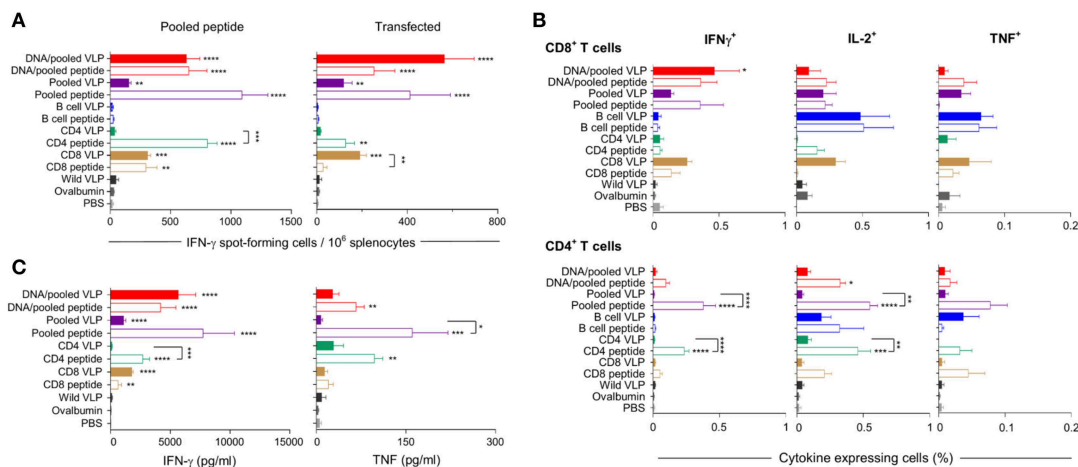 A
Pooled peptide
Transfected
DNA/pooled VLP
****
****
DNA/pooled peptide
****
****
Pooled VLP
**
**
Pooled peptide
****
****
B cell VLP
B cell peptide
CD4 VLP
***
CD4 peptide
****
**
CD8 VLP
***
***
**
CD8 peptide
**
Wild VLP
Ovalbumin
PBS
0
500
1000
1500
0
200
400
600
800
IFN-γ spot-forming cells / 10⁶ splenocytes
B
IFNγ⁺
IL-2⁺
TNF⁺
CD8⁺ T cells
DNA/pooled VLP
*
DNA/pooled peptide
Pooled VLP
Pooled peptide
B cell VLP
B cell peptide
CD4 VLP
CD4 peptide
CD8 VLP
CD8 peptide
Wild VLP
Ovalbumin
PBS
0
1
0
1
0
0.1
0.2
CD4⁺ T cells
DNA/pooled VLP
DNA/pooled peptide
*
Pooled VLP
****
**
Pooled peptide
****
****
B cell VLP
B cell peptide
CD4 VLP
****
**
CD4 peptide
****
***
CD8 VLP
CD8 peptide
Wild VLP
Ovalbumin
PBS
0
1
0
1
0
0.1
0.2
Cytokine expressing cells (%)
C
DNA/pooled VLP
****
DNA/pooled peptide
****
**
Pooled VLP
****
*
Pooled peptide
****
***
CD4 VLP
***
CD4 peptide
****
**
CD8 VLP
****
CD8 peptide
**
Wild VLP
Ovalbumin
PBS
0
5000
10000
15000
0
150
300
IFN-γ (pg/ml)
TNF (pg/ml)